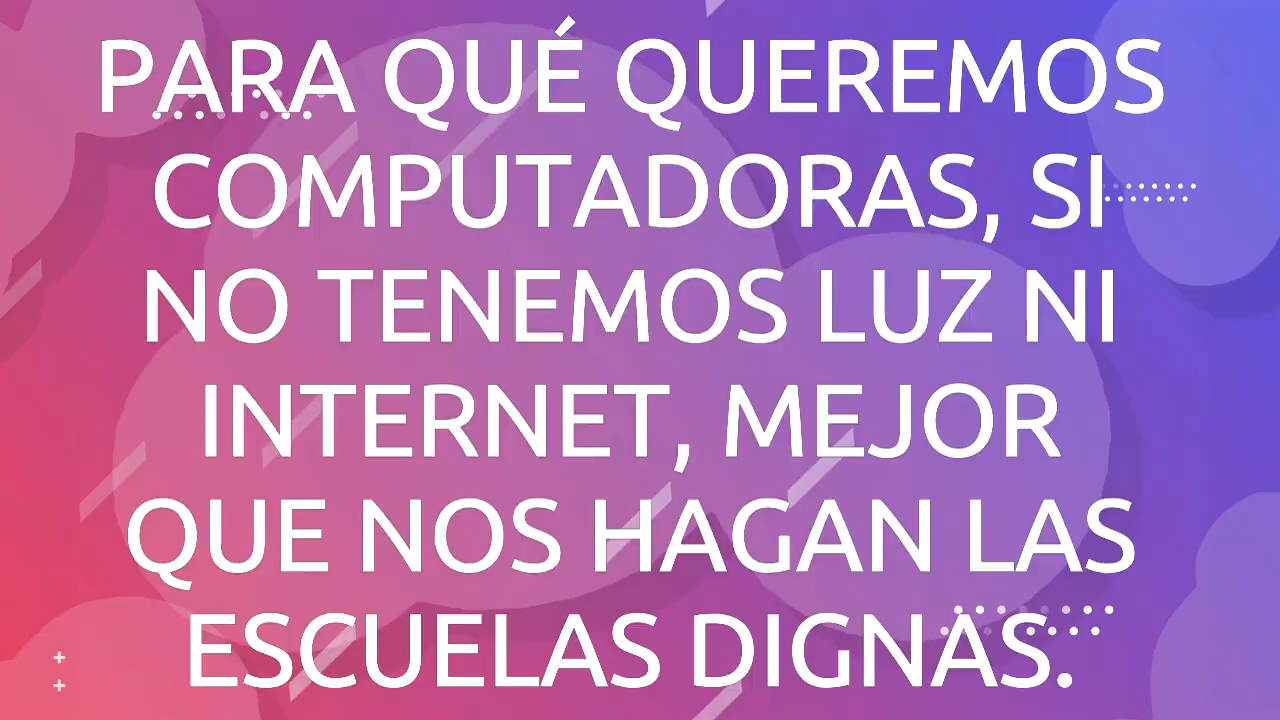 PARA QUÉ QUEREMOS
COMPUTADORAS, SI
NO TENEMOS LUZ NI
INTERNET, MEJOR
QUE NOS HAGAN LAS
ESCUELAS DIGNAS.